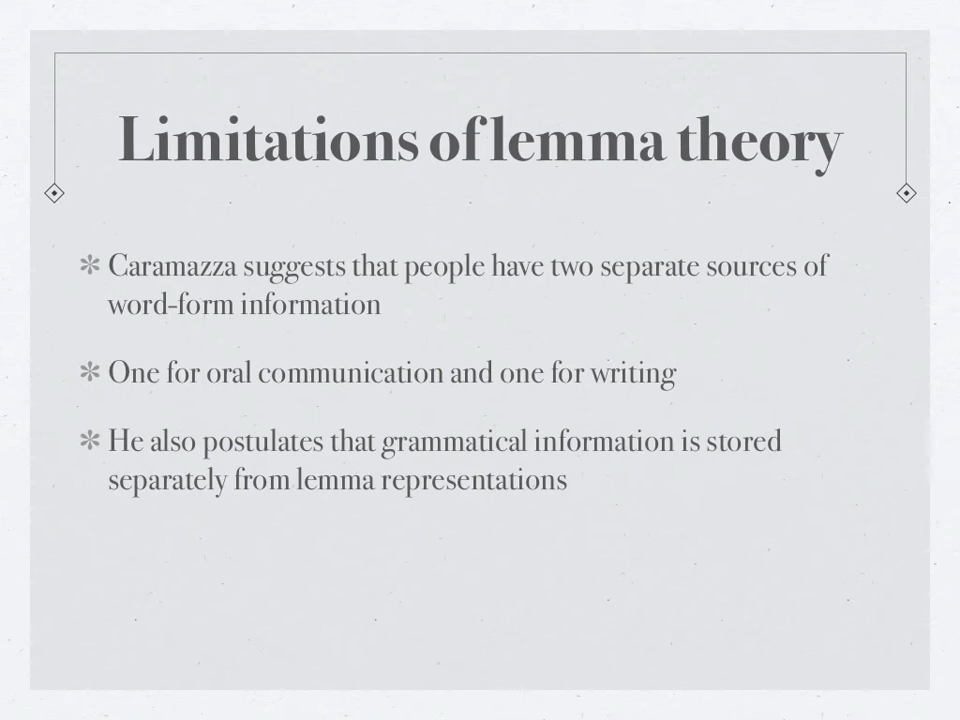 Limitations of lemma theory
✻ Caramazza suggests that people have two separate sources of
word-form information
✻ One for oral communication and one for writing
✻ He also postulates that grammatical information is stored
separately from lemma representations